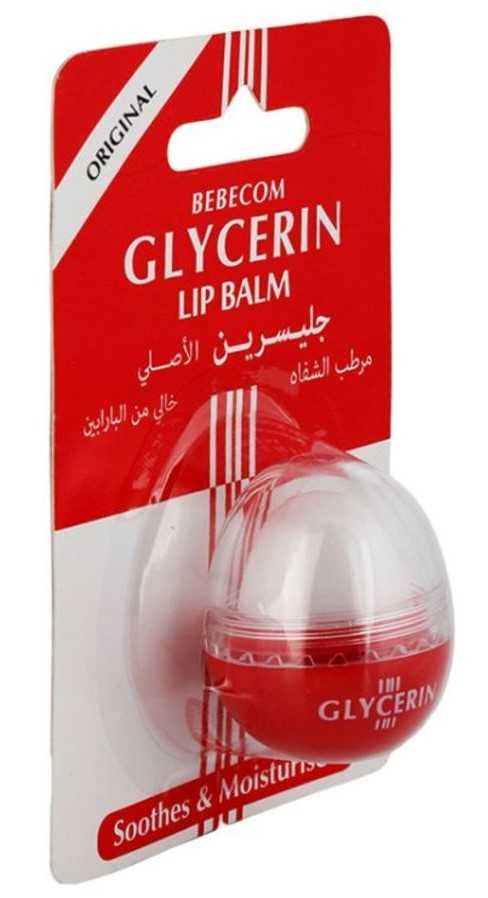 ORIGINAL
BEBECOM
GLYCERIN
LIP BALM
جليسرين الأصلي
مرطب الشفاه
خالي من البارابين
GLYCERIN
Soothes & Moisturise